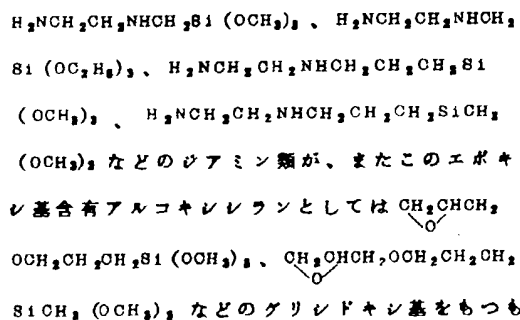 H₂NCH₂CH₂NHCH₂Si(OCH₃)₃、H₂NCH₂CH₂NHCH₂
Si(OC₂H₅)₃、H₂NCH₂CH₂NHCH₂CH₂CH₂Si
(OCH₃)₃、H₂NCH₂CH₂NHCH₂CH₂CH₂SiCH₃
(OCH₃)₂などのジアミン類が、またこのエポキ
シ基含有アルコキシシランとしては CH₂CHCH₂
O
OCH₂CH₂CH₂Si(OCH₃)₃、CH₂CHCH₂OCH₂CH₂CH₂
O
SiCH₃(OCH₃)₂などのグリシドキシ基をもつも